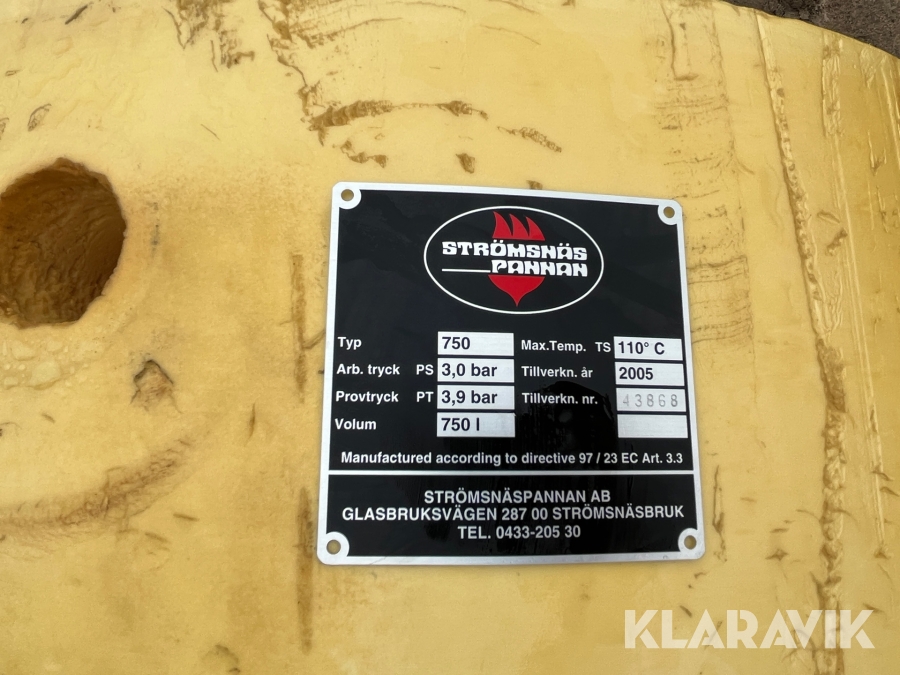 STRÖMSNÄS
PANNAN
Typ 750 Max.Temp. TS 110° C
Arb. tryck PS 3,0 bar Tillverkn. år 2005
Provtryck PT 3,9 bar Tillverkn. nr. 43868
Volum 750 l
Manufactured according to directive 97 / 23 EC Art. 3.3
STRÖMSNÄSPANNAN AB
GLASBRUKSVÄGEN 287 00 STRÖMSNÄSBRUK
TEL. 0433-205 30
KLARAVIK